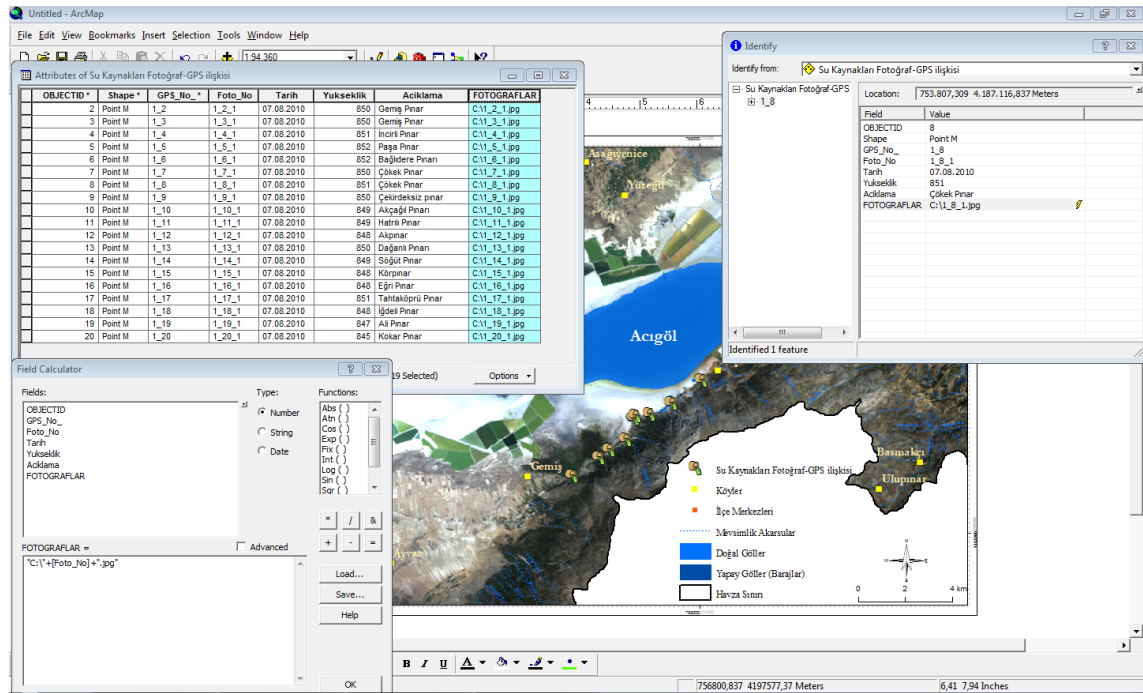 Untitled - ArcMap
File Edit View Bookmarks Insert Selection Tools Window Help
1:94.360
Attributes of Su Kaynakları Fotoğraf-GPS ilişkisi
OBJECTID * Shape * GPS_No_ * Foto_No Tarih Yukseklik Aciklama FOTOGRAFLAR
2 Point M 1_2 1_2_1 07.08.2010 850 Gemiş Pınar C:\1_2_1.jpg
3 Point M 1_3 1_3_1 07.08.2010 850 Gemiş Pınar C:\1_3_1.jpg
4 Point M 1_4 1_4_1 07.08.2010 851 İncirli Pınar C:\1_4_1.jpg
5 Point M 1_5 1_5_1 07.08.2010 852 Paşa Pınar C:\1_5_1.jpg
6 Point M 1_6 1_6_1 07.08.2010 852 Bağlıdere Pınarı C:\1_6_1.jpg
7 Point M 1_7 1_7_1 07.08.2010 850 Çökek Pınar C:\1_7_1.jpg
8 Point M 1_8 1_8_1 07.08.2010 851 Çökek Pınar C:\1_8_1.jpg
9 Point M 1_9 1_9_1 07.08.2010 850 Çekirdeksiz pınar C:\1_9_1.jpg
10 Point M 1_10 1_10_1 07.08.2010 849 Akçağıl Pınarı C:\1_10_1.jpg
11 Point M 1_11 1_11_1 07.08.2010 849 Hatrılı Pınar C:\1_11_1.jpg
12 Point M 1_12 1_12_1 07.08.2010 848 Akpınar C:\1_12_1.jpg
13 Point M 1_13 1_13_1 07.08.2010 850 Dağanlı Pınarı C:\1_13_1.jpg
14 Point M 1_14 1_14_1 07.08.2010 849 Söğüt Pınar C:\1_14_1.jpg
15 Point M 1_15 1_15_1 07.08.2010 848 Körpınar C:\1_15_1.jpg
16 Point M 1_16 1_16_1 07.08.2010 848 Eğri Pınar C:\1_16_1.jpg
17 Point M 1_17 1_17_1 07.08.2010 851 Tahtaköprü Pınar C:\1_17_1.jpg
18 Point M 1_18 1_18_1 07.08.2010 848 İğdeli Pınar C:\1_18_1.jpg
19 Point M 1_19 1_19_1 07.08.2010 847 Ali Pınar C:\1_19_1.jpg
20 Point M 1_20 1_20_1 07.08.2010 845 Kokar Pınar C:\1_20_1.jpg
19 Selected)
Options
Identify
Identify from: Su Kaynakları Fotoğraf-GPS ilişkisi
Su Kaynakları Fotoğraf-GPS
1_8
Location: 753.807,309 4.187.116,837 Meters
Field Value
OBJECTID 8
Shape Point M
GPS_No_ 1_8
Foto_No 1_8_1
Tarih 07.08.2010
Yukseklik 851
Aciklama Çökek Pınar
FOTOGRAFLAR C:\1_8_1.jpg
Identified 1 feature
Field Calculator
Fields:
OBJECTID
GPS_No_
Foto_No
Tarih
Yukseklik
Aciklama
FOTOGRAFLAR
Type:
Number
String
Date
Functions:
Abs ( )
Atn ( )
Cos ( )
Exp ( )
Fix ( )
Int ( )
Log ( )
Sin ( )
Sqr ( )
* / &
+ - =
FOTOGRAFLAR =
Advanced
"C:\"+[Foto_No]+".jpg"
Load...
Save...
Help
OK
4 5 6
Aşağıyenice
Yüreğil
Acıgöl
Gemiş
Ayvaz
Basmakçı
Ulupınar
Su Kaynakları Fotoğraf-GPS ilişkisi
Köyler
İlçe Merkezleri
Mevsimlik Akarsular
Doğal Göller
Yapay Göller (Barajlar)
Havza Sınırı
0 2 4 km
B I U A
756800,837 4197577,37 Meters
6,41 7,94 Inches